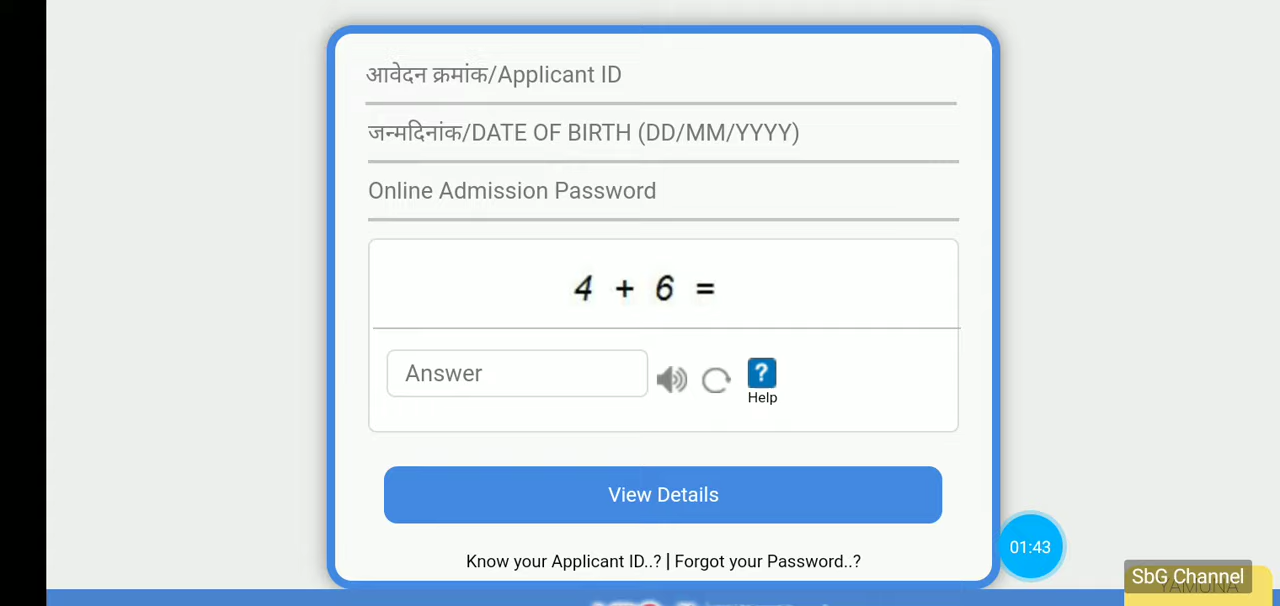 आवेदन क्रमांक/Applicant ID
जन्मदिनांक/DATE OF BIRTH (DD/MM/YYYY)
Online Admission Password
4 + 6 =
Answer
?
Help
View Details
Know your Applicant ID..? | Forgot your Password..?
01:43
SbG Channel
YAMUNA